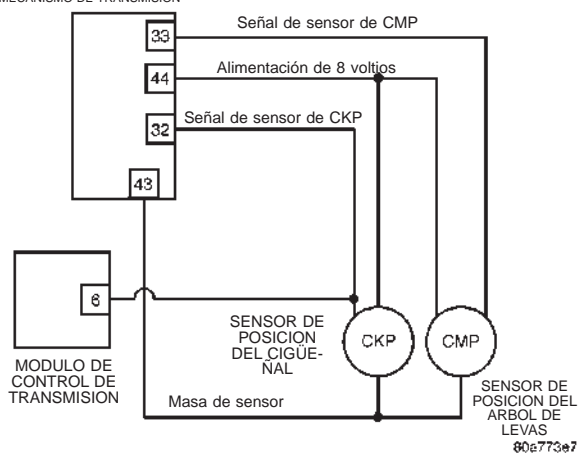 MECANISMO DE TRANSMISION
Señal de sensor de CMP
33
Alimentación de 8 voltios
44
Señal de sensor de CKP
32
43
6
SENSOR DE
POSICION
DEL CIGÜE-
ÑAL
CKP
CMP
MODULO DE
CONTROL DE
TRANSMISION
Masa de sensor
SENSOR DE
POSICION DEL
ARBOL DE
LEVAS
80a773e7